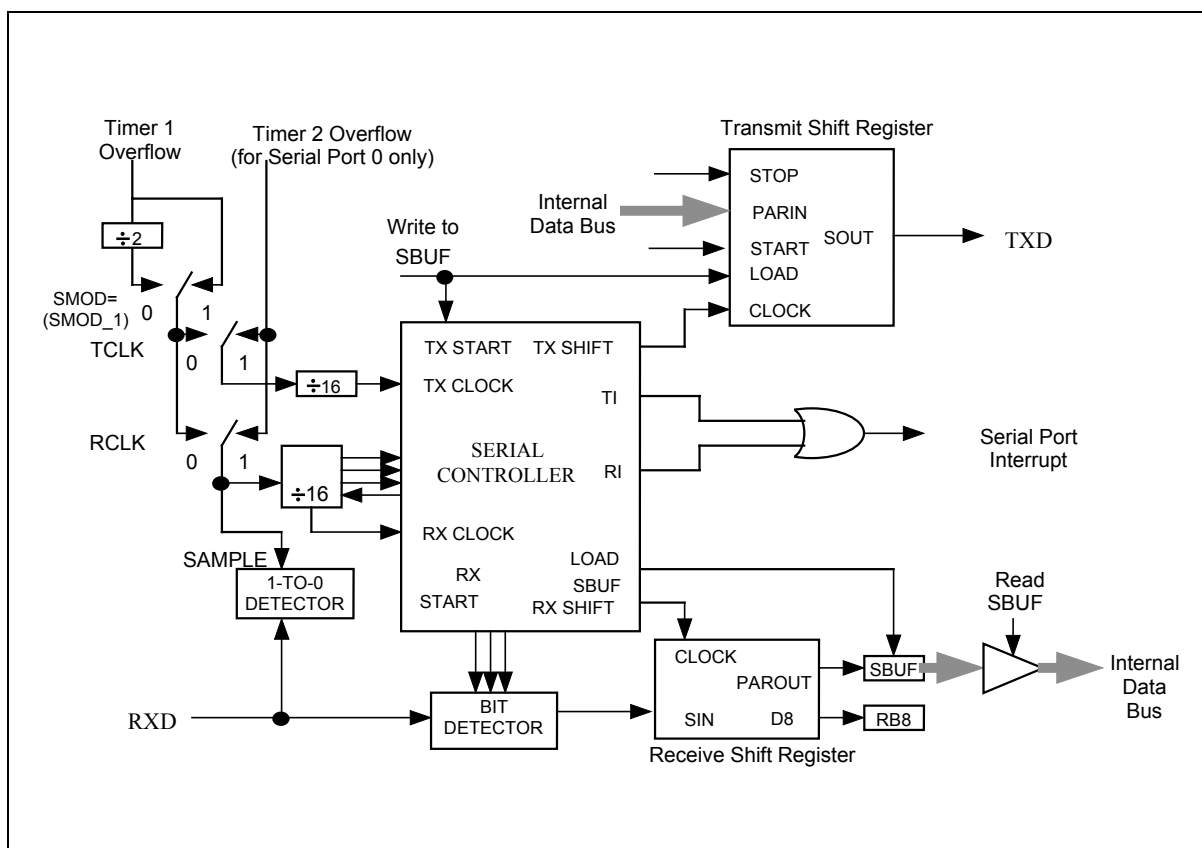 Timer 1
Overflow
Timer 2 Overflow
(for Serial Port 0 only)
÷2
SMOD=
(SMOD_1)
0
1
TCLK
0
1
÷16
RCLK
0
1
÷16
SAMPLE
1-TO-0
DETECTOR
RXD
Write to
SBUF
TX START
TX SHIFT
TX CLOCK
TI
SERIAL
CONTROLLER
RI
RX CLOCK
LOAD
SBUF
RX
START
RX SHIFT
BIT
DETECTOR
Transmit Shift Register
Internal
Data Bus
STOP
PARIN
START
SOUT
LOAD
CLOCK
TXD
Serial Port
Interrupt
CLOCK
PAROUT
SIN
D8
Receive Shift Register
SBUF
RB8
Read
SBUF
Internal
Data
Bus